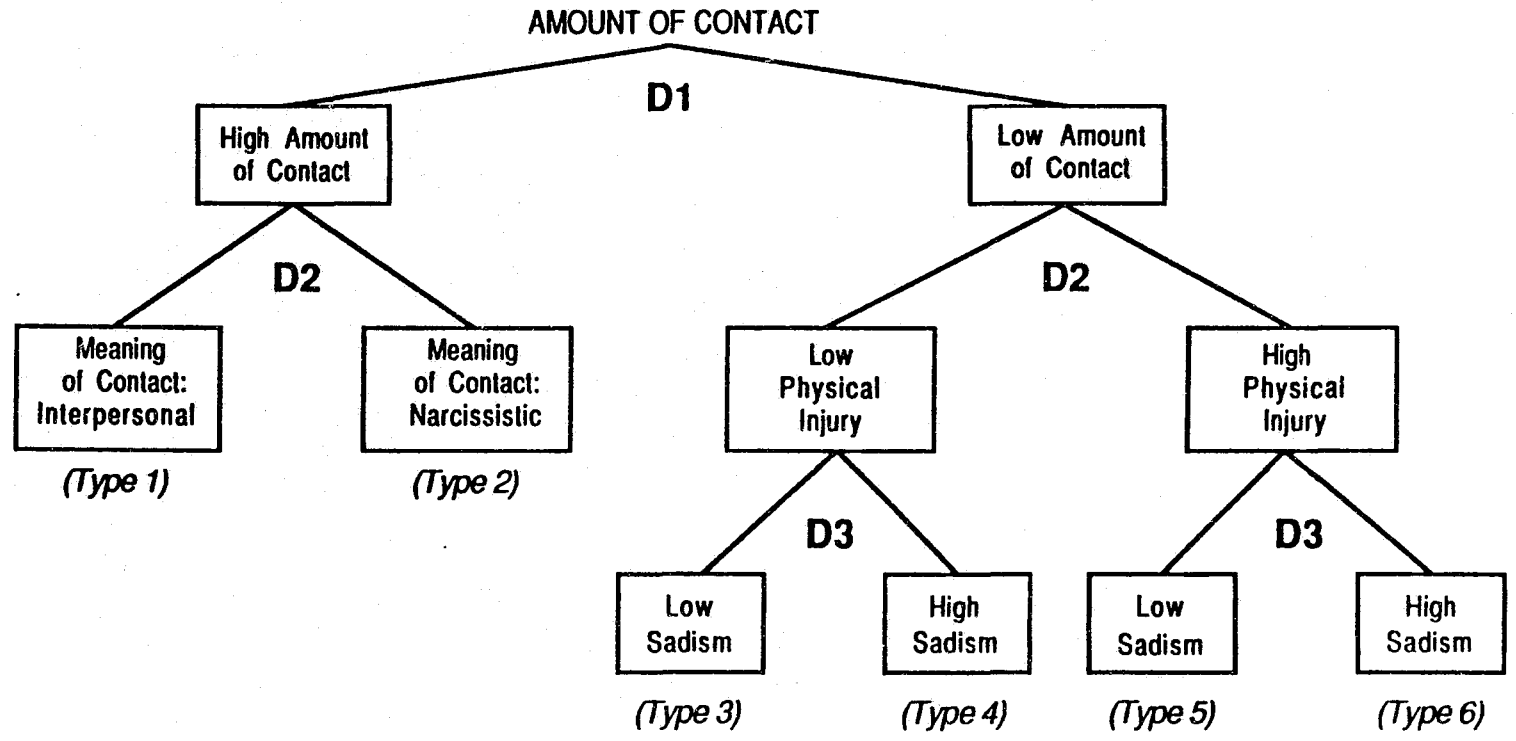 AMOUNT OF CONTACT
D1
High Amount
of Contact
Low Amount
of Contact
D2
D2
Meaning
of Contact:
Interpersonal
(Type 1)
Meaning
of Contact:
Narcissistic
(Type 2)
Low
Physical
Injury
High
Physical
Injury
D3
D3
Low
Sadism
(Type 3)
High
Sadism
(Type 4)
Low
Sadism
(Type 5)
High
Sadism
(Type 6)